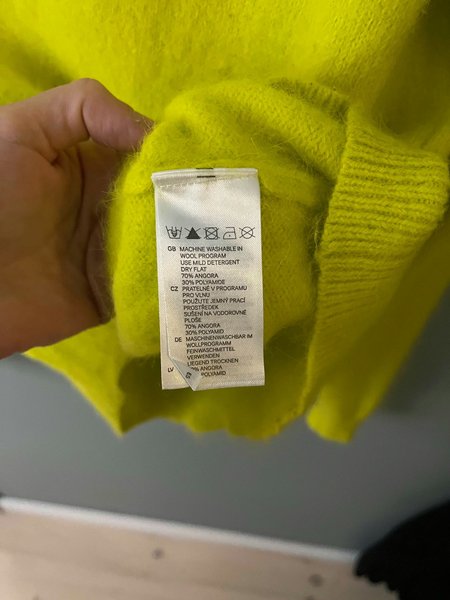 GB MACHINE WASHABLE IN
WOOL PROGRAM
USE MILD DETERGENT
DRY FLAT
70% ANGORA
30% POLYAMIDE
CZ PRATELNÉ V PROGRAMU
PRO VLNU
POUŽIJTE JEMNÝ PRACÍ
PROSTŘEDEK
SUŠENÍ NA VODOROVNÉ
PLOŠE
70% ANGORA
30% POLYAMID
DE MASCHINENWASCHBAR IM
WOLLPROGRAMM
FEINWASCHMITTEL
VERWENDEN
LIEGEND TROCKNEN
LV ANGORA
POLYAMID